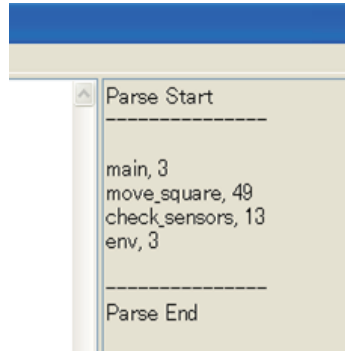 Parse Start
---------------
main, 3
move_square, 49
check_sensors, 13
env, 3
---------------
Parse End